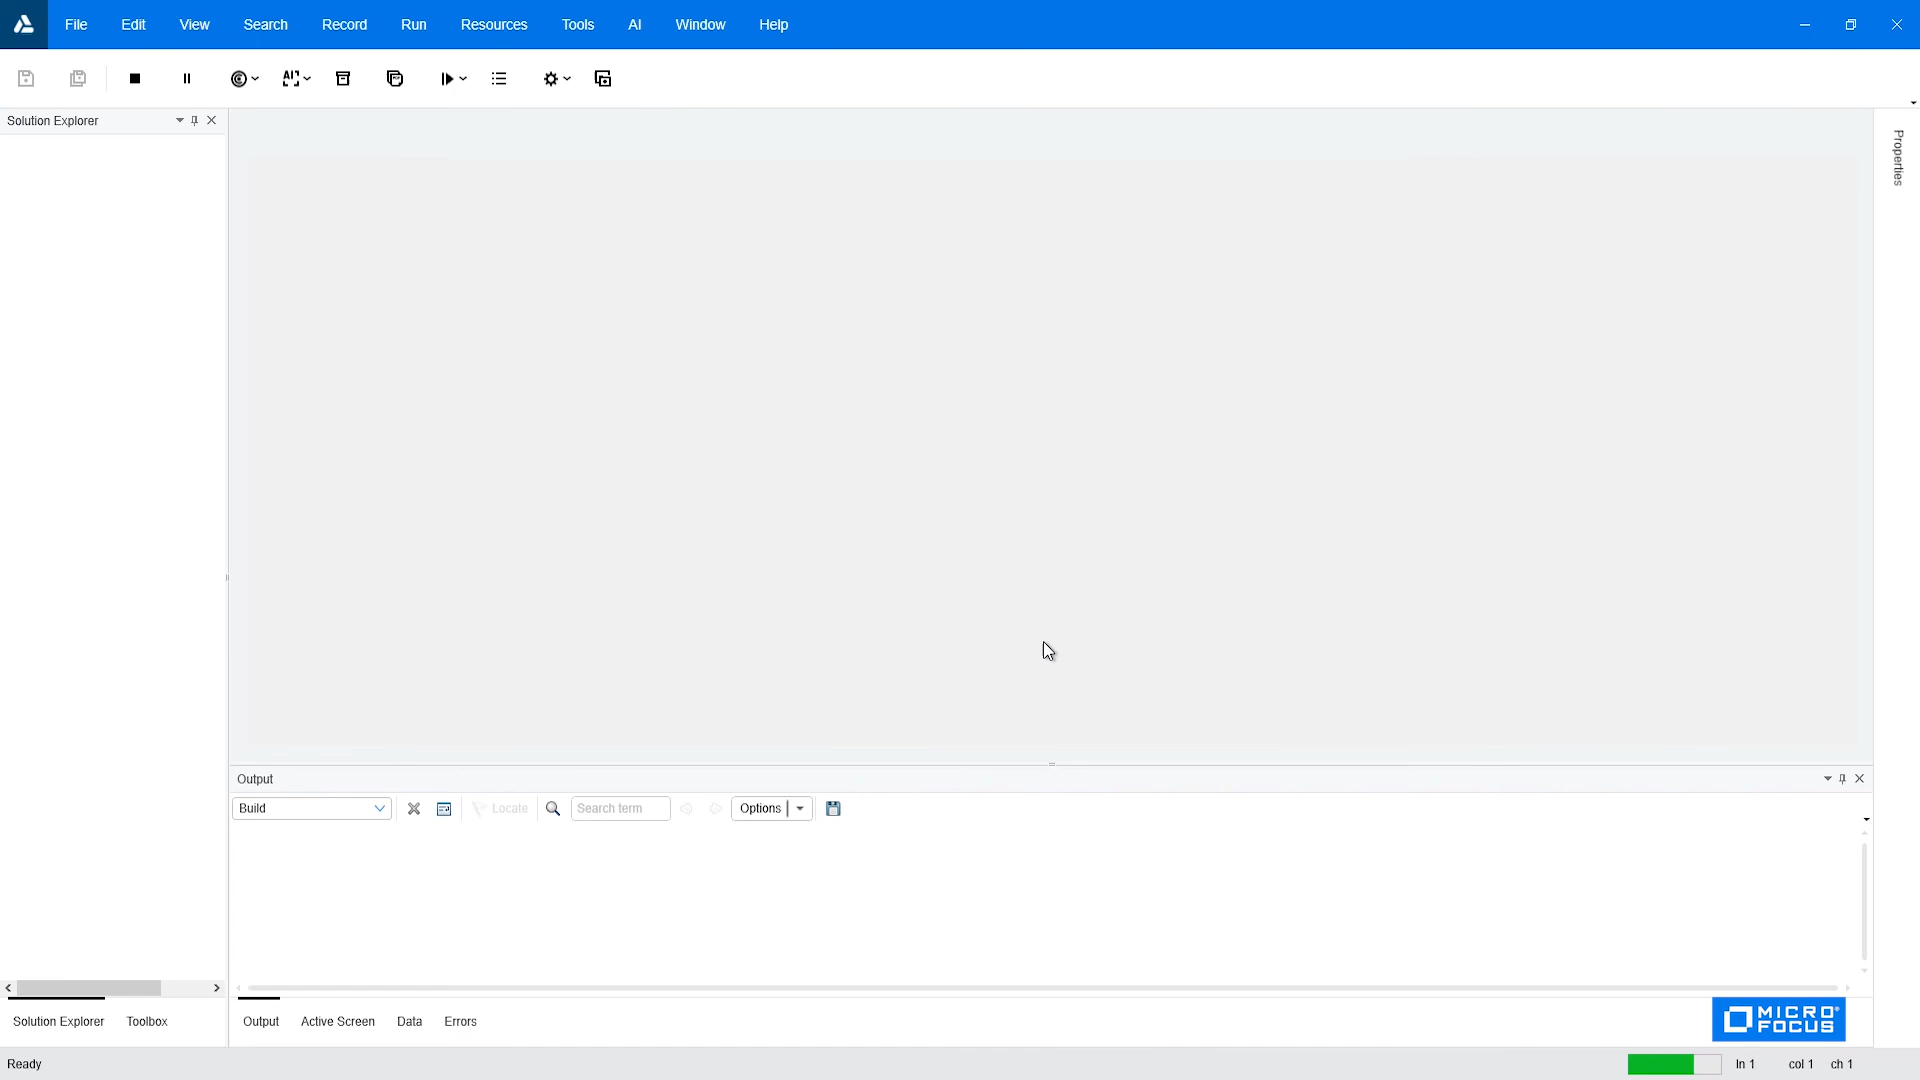 File Edit View Search Record Run Resources Tools AI Window Help
Solution Explorer
Properties
Output
Build Locate Search term Options
Solution Explorer Toolbox
Output Active Screen Data Errors
MICRO
FOCUS
Ready ln 1 col 1 ch 1